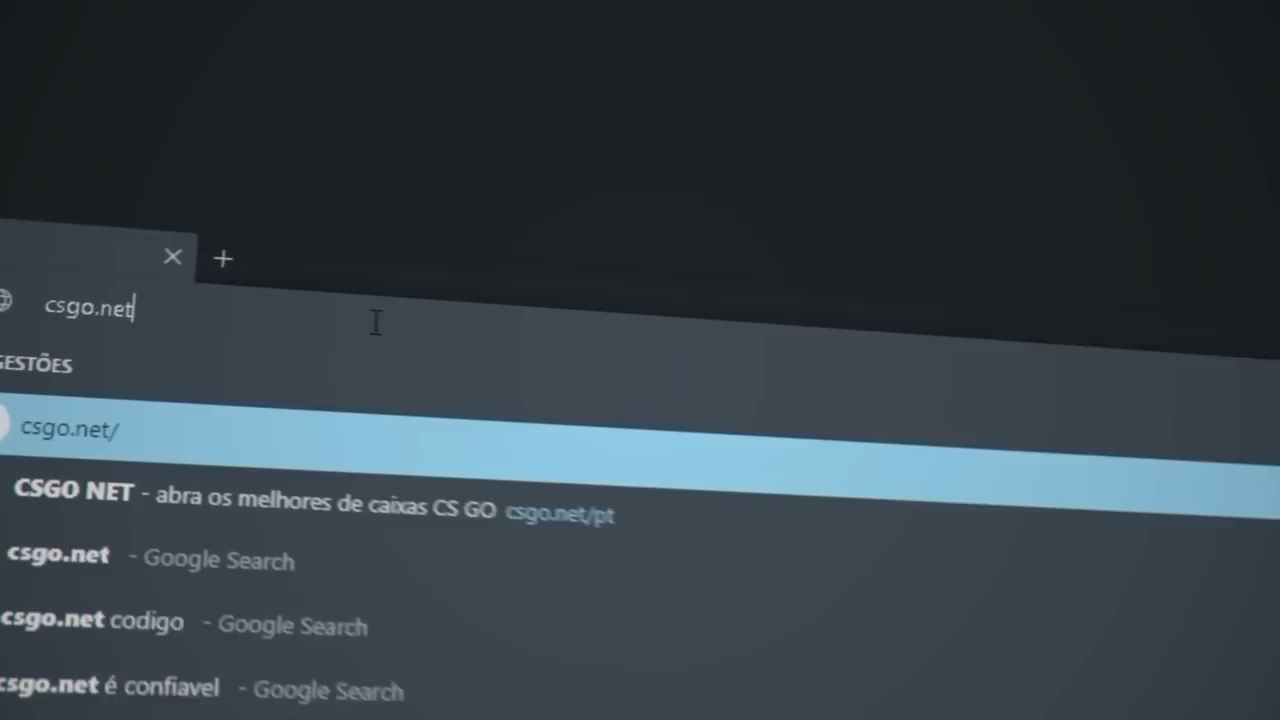 csgo.net
GESTÕES
csgo.net/
CSGO NET - abra os melhores de caixas CS GO csgo.net/pt
csgo.net - Google Search
csgo.net codigo - Google Search
csgo.net é confiavel - Google Search